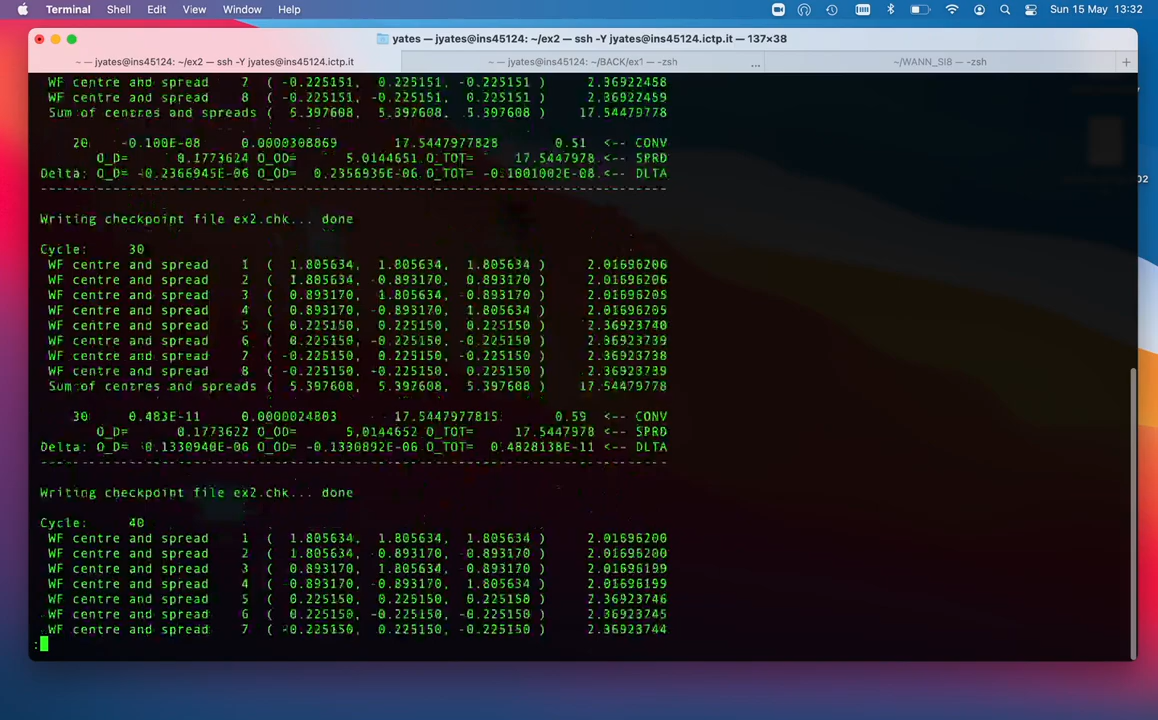 Terminal Shell Edit View Window Help Sun 15 May 13:32
yates — jyates@ins45124: ~/ex2 — ssh -Y jyates@ins45124.ictp.it — 137×38
~ — jyates@ins45124: ~/ex2 — ssh -Y jyates@ins45124.ictp.it
~ — jyates@ins45124: ~/BACK/ex1 — -zsh ...
~/WANN_SI8 — -zsh +
WF centre and spread 7 ( -0.225151, 0.225151, -0.225151 ) 2.36922458
WF centre and spread 8 ( -0.225151, -0.225151, 0.225151 ) 2.36922459
Sum of centres and spreads ( 5.397608, 5.397608, 5.397608 ) 17.54479778
20 -0.100E-08 0.0000308869 17.5447977828 0.51 <-- CONV
O_D= 0.1773624 O_OD= 5.0144651 O_TOT= 17.5447978 <-- SPRD
Delta: O_D= -0.2366945E-06 O_OD= 0.2356935E-06 O_TOT= -0.1001002E-08 <-- DLTA
------------------------------------------------------------------------------
Writing checkpoint file ex2.chk... done
Cycle: 30
WF centre and spread 1 ( 1.805634, 1.805634, 1.805634 ) 2.01696206
WF centre and spread 2 ( 1.805634, -0.893170, 0.893170 ) 2.01696206
WF centre and spread 3 ( 0.893170, 1.805634, -0.893170 ) 2.01696205
WF centre and spread 4 ( 0.893170, -0.893170, 1.805634 ) 2.01696205
WF centre and spread 5 ( 0.225150, 0.225150, 0.225150 ) 2.36923740
WF centre and spread 6 ( 0.225150, -0.225150, -0.225150 ) 2.36923739
WF centre and spread 7 ( -0.225150, 0.225150, -0.225150 ) 2.36923738
WF centre and spread 8 ( -0.225150, -0.225150, 0.225150 ) 2.36923739
Sum of centres and spreads ( 5.397608, 5.397608, 5.397608 ) 17.54479778
30 0.483E-11 0.0000024803 17.5447977815 0.59 <-- CONV
O_D= 0.1773622 O_OD= 5.0144652 O_TOT= 17.5447978 <-- SPRD
Delta: O_D= 0.1330940E-06 O_OD= -0.1330892E-06 O_TOT= 0.4828138E-11 <-- DLTA
------------------------------------------------------------------------------
Writing checkpoint file ex2.chk... done
Cycle: 40
WF centre and spread 1 ( 1.805634, 1.805634, 1.805634 ) 2.01696200
WF centre and spread 2 ( 1.805634, 0.893170, -0.893170 ) 2.01696200
WF centre and spread 3 ( 0.893170, 1.805634, -0.893170 ) 2.01696199
WF centre and spread 4 ( 0.893170, -0.893170, 1.805634 ) 2.01696199
WF centre and spread 5 ( 0.225150, 0.225150, 0.225150 ) 2.36923746
WF centre and spread 6 ( 0.225150, -0.225150, -0.225150 ) 2.36923745
WF centre and spread 7 ( -0.225150, 0.225150, -0.225150 ) 2.36923744
: